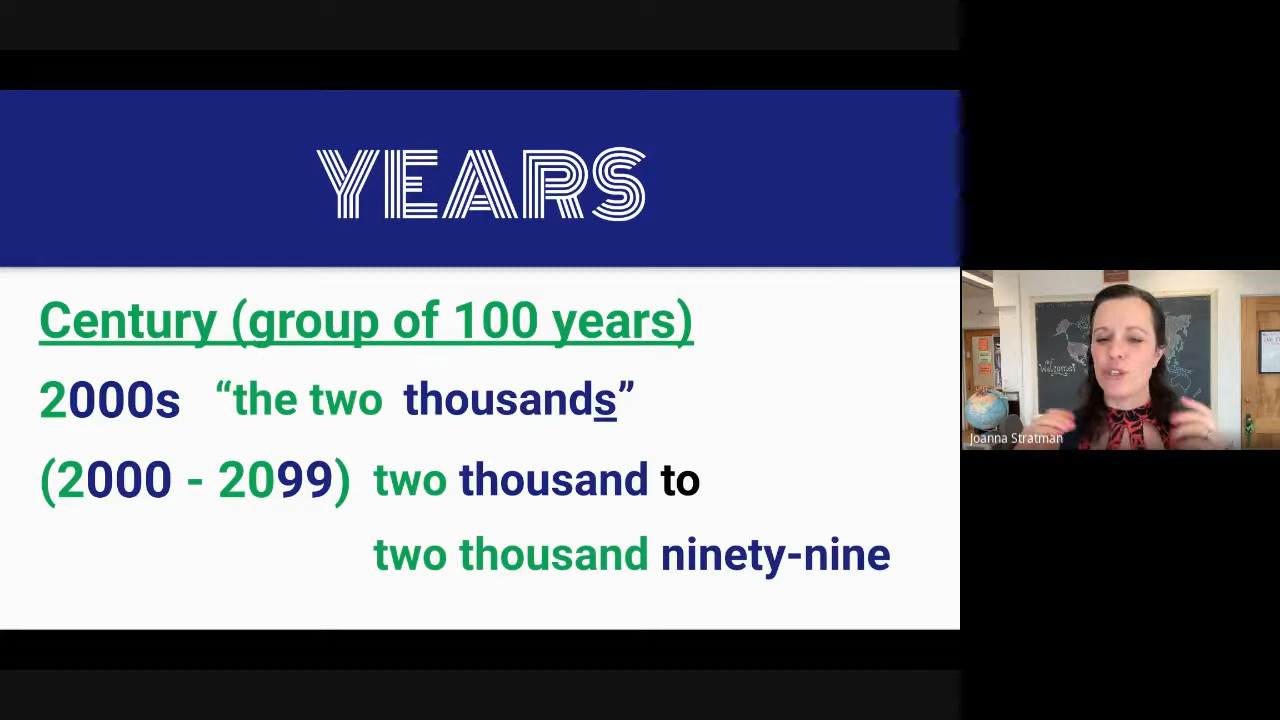 YEARS
Century (group of 100 years)
2000s “the two thousands”
(2000 - 2099) two thousand to
two thousand ninety-nine
Welcome!
Joanna Stratman